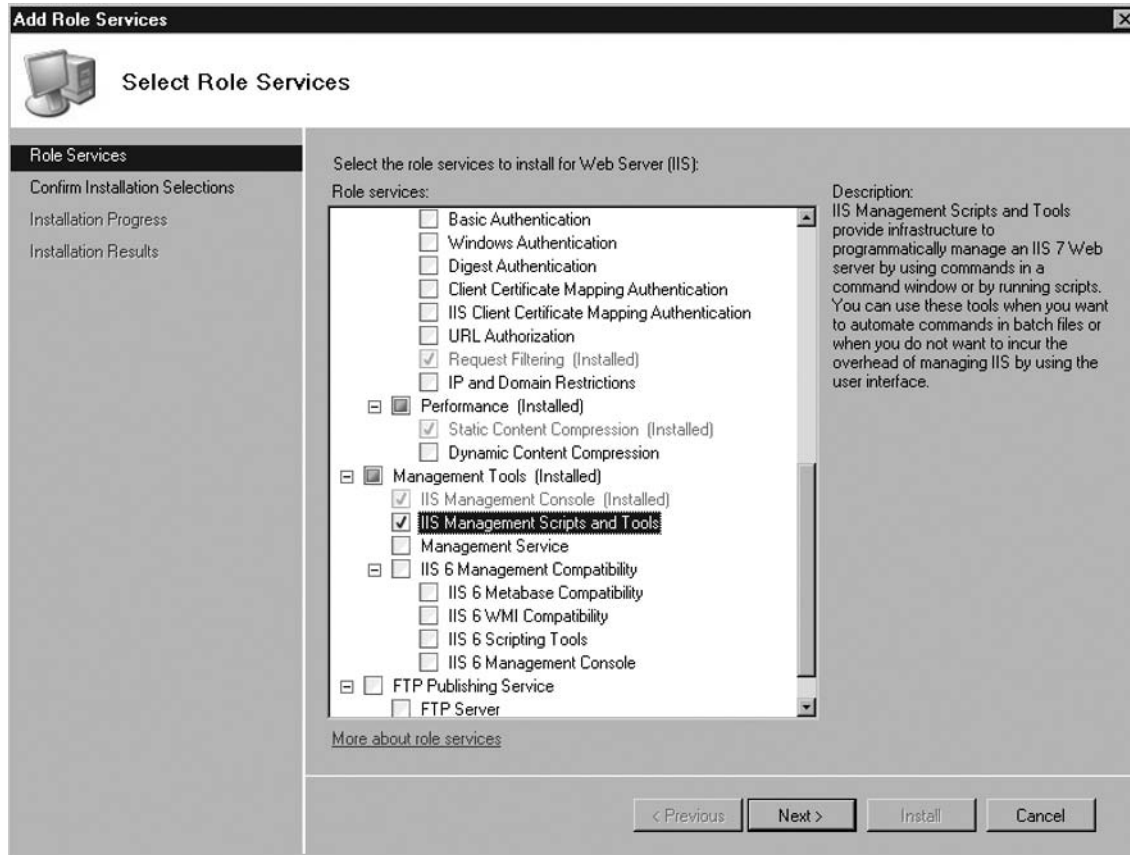 Add Role Services
Select Role Services
Role Services
Confirm Installation Selections
Installation Progress
Installation Results
Select the role services to install for Web Server (IIS):
Role services:
Basic Authentication
Windows Authentication
Digest Authentication
Client Certificate Mapping Authentication
IIS Client Certificate Mapping Authentication
URL Authorization
Request Filtering (Installed)
IP and Domain Restrictions
Performance (Installed)
Static Content Compression (Installed)
Dynamic Content Compression
Management Tools (Installed)
IIS Management Console (Installed)
IIS Management Scripts and Tools
Management Service
IIS 6 Management Compatibility
IIS 6 Metabase Compatibility
IIS 6 WMI Compatibility
IIS 6 Scripting Tools
IIS 6 Management Console
FTP Publishing Service
FTP Server
More about role services
Description:
IIS Management Scripts and Tools
provide infrastructure to
programmatically manage an IIS 7 Web
server by using commands in a
command window or by running scripts.
You can use these tools when you want
to automate commands in batch files or
when you do not want to incur the
overhead of managing IIS by using the
user interface.
< Previous
Next >
Install
Cancel